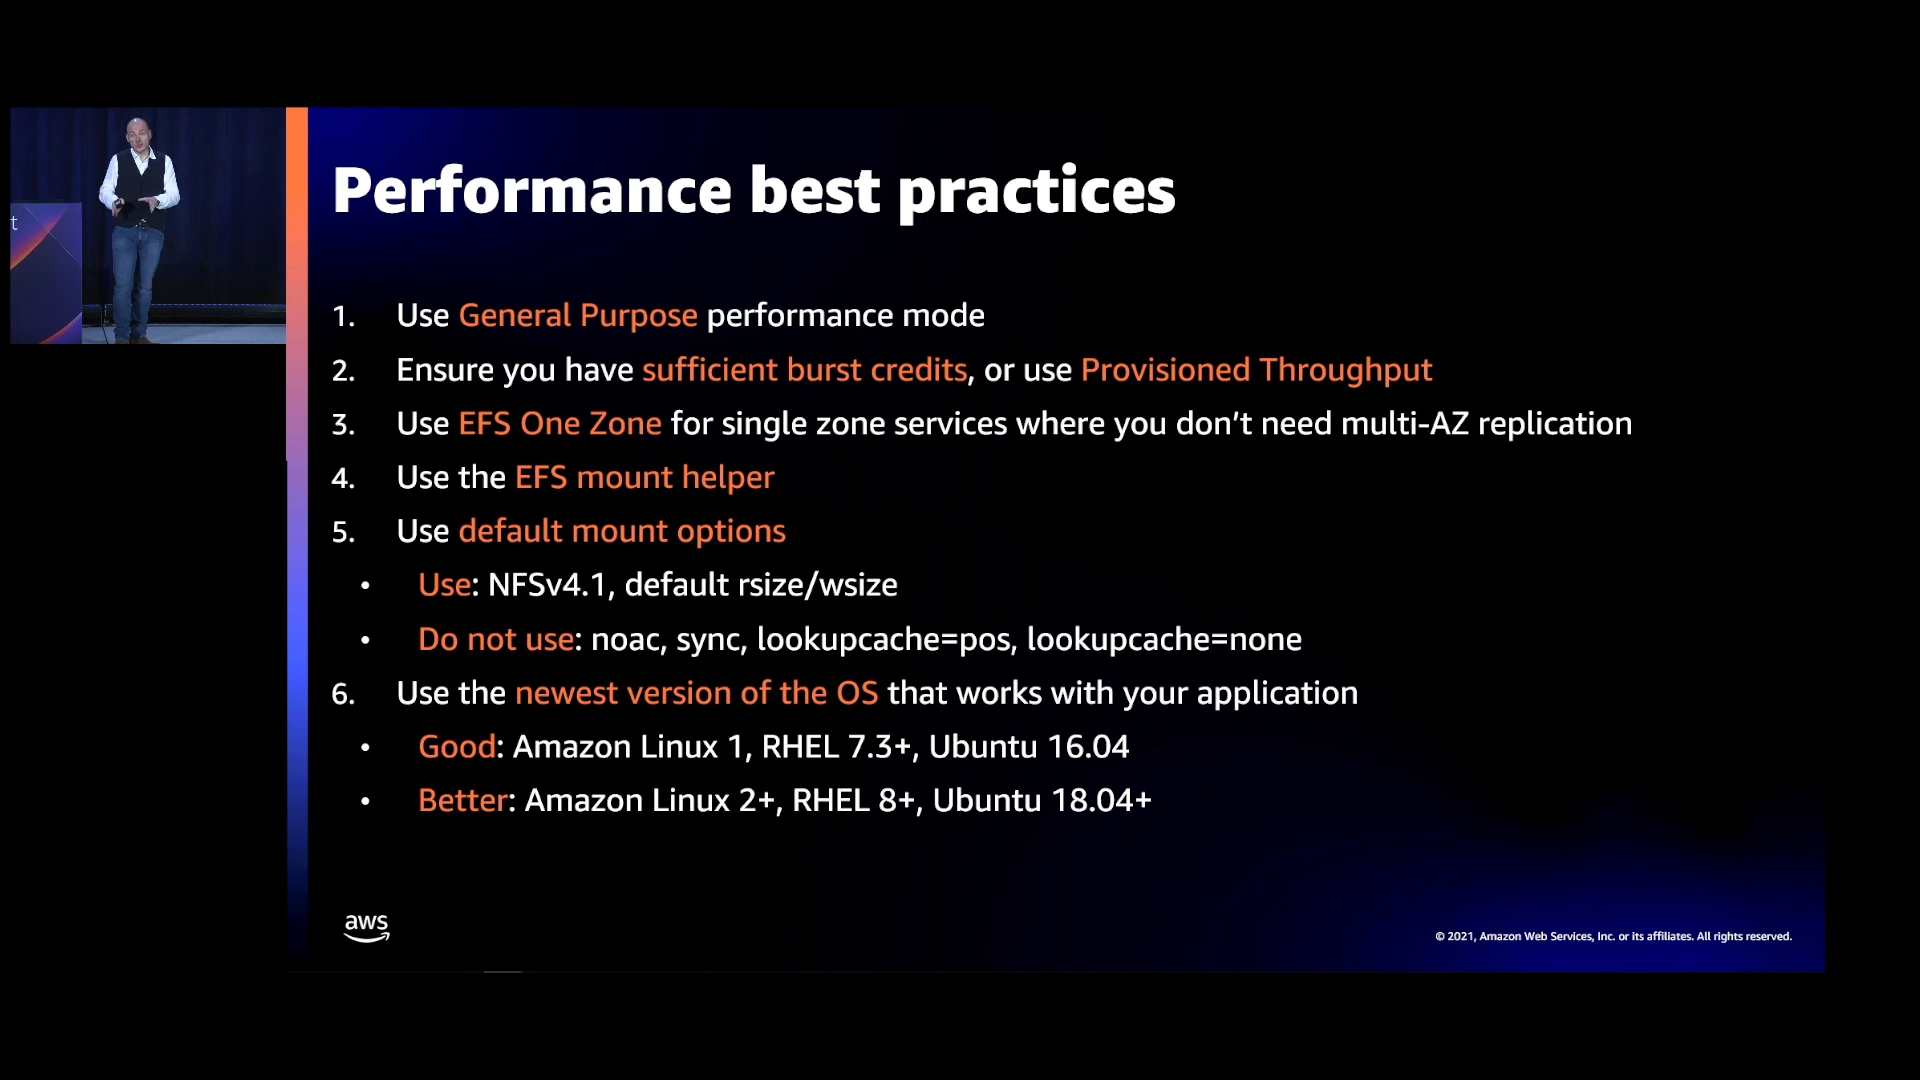 t
Performance best practices
1. Use General Purpose performance mode
2. Ensure you have sufficient burst credits, or use Provisioned Throughput
3. Use EFS One Zone for single zone services where you don’t need multi-AZ replication
4. Use the EFS mount helper
5. Use default mount options
• Use: NFSv4.1, default rsize/wsize
• Do not use: noac, sync, lookupcache=pos, lookupcache=none
6. Use the newest version of the OS that works with your application
• Good: Amazon Linux 1, RHEL 7.3+, Ubuntu 16.04
• Better: Amazon Linux 2+, RHEL 8+, Ubuntu 18.04+
aws
© 2021, Amazon Web Services, Inc. or its affiliates. All rights reserved.